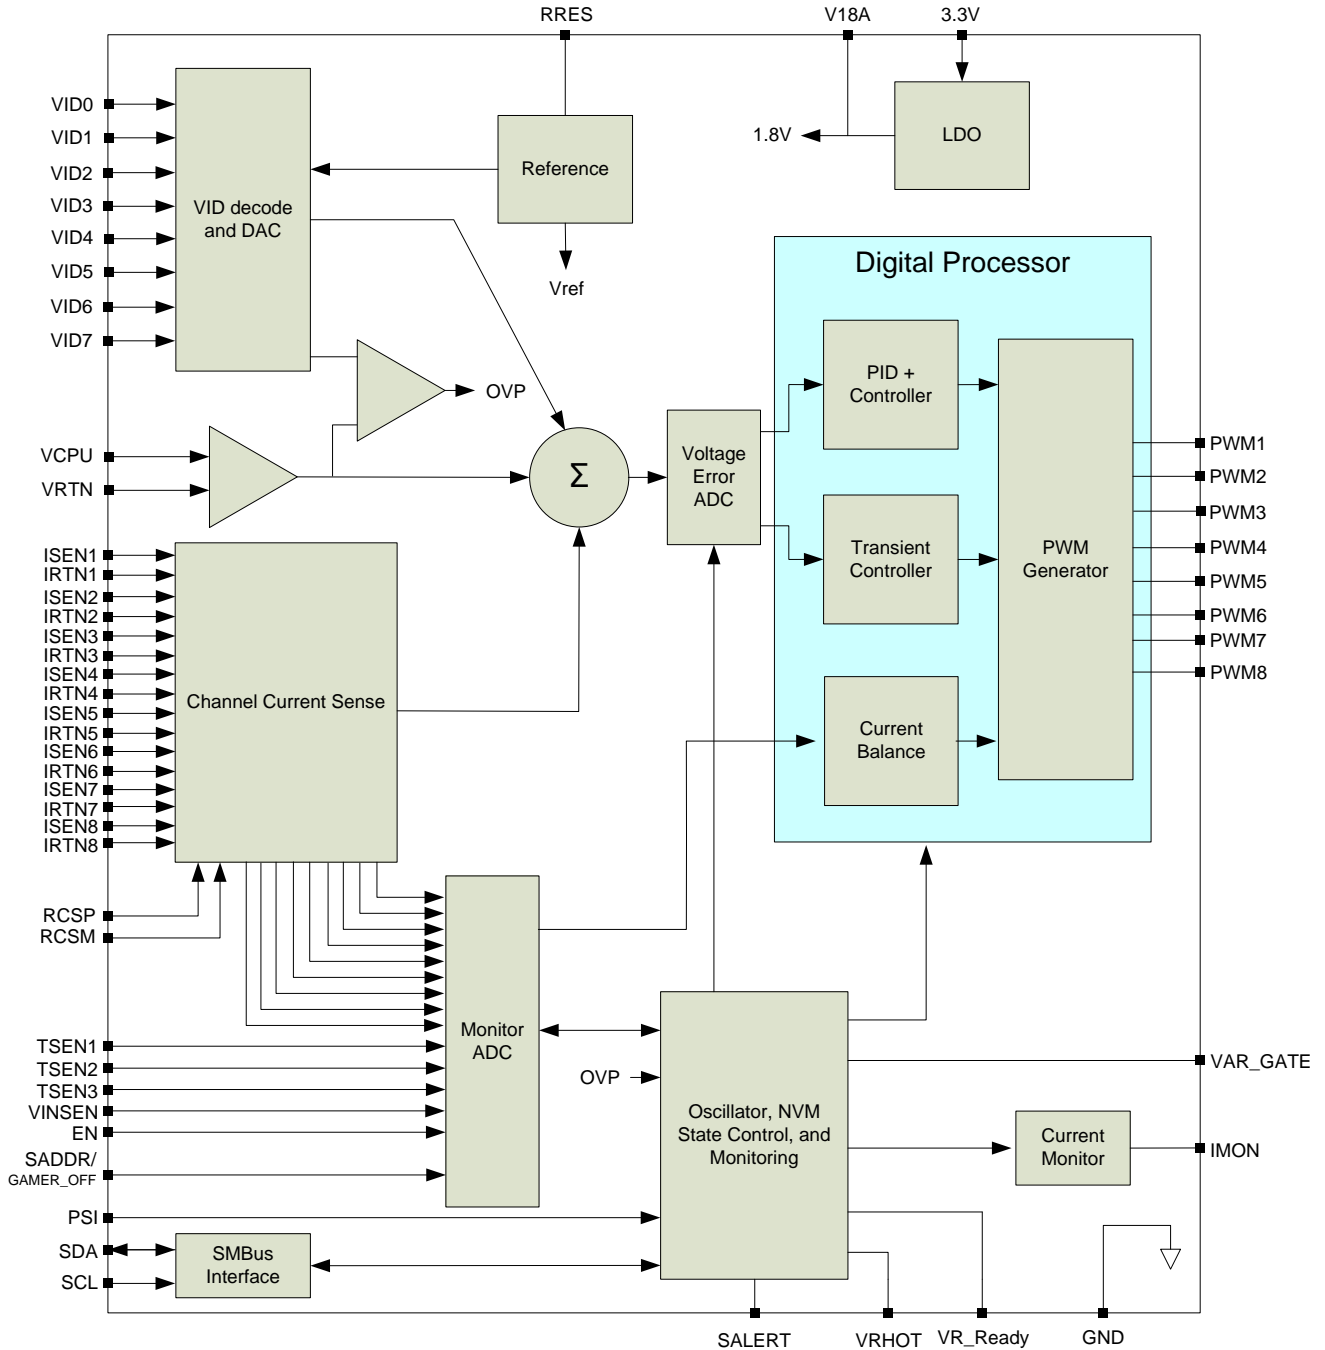 RRES
V18A
3.3V
VID0
VID1
VID2
VID3
VID4
VID5
VID6
VID7
VID decode
and DAC
Reference
Vref
1.8V
LDO
Digital Processor
OVP
VCPU
VRTN
Σ
Voltage
Error
ADC
PID +
Controller
Transient
Controller
Current
Balance
PWM
Generator
PWM1
PWM2
PWM3
PWM4
PWM5
PWM6
PWM7
PWM8
ISEN1
IRTN1
ISEN2
IRTN2
ISEN3
IRTN3
ISEN4
IRTN4
ISEN5
IRTN5
ISEN6
IRTN6
ISEN7
IRTN7
ISEN8
IRTN8
Channel Current Sense
RCSP
RCSM
TSEN1
TSEN2
TSEN3
VINSEN
EN
SADDR/
GAMER_OFF
PSI
SDA
SCL
Monitor
ADC
SMBus
Interface
OVP
Oscillator, NVM
State Control, and
Monitoring
VAR_GATE
Current
Monitor
IMON
SALERT
VRHOT
VR_Ready
GND